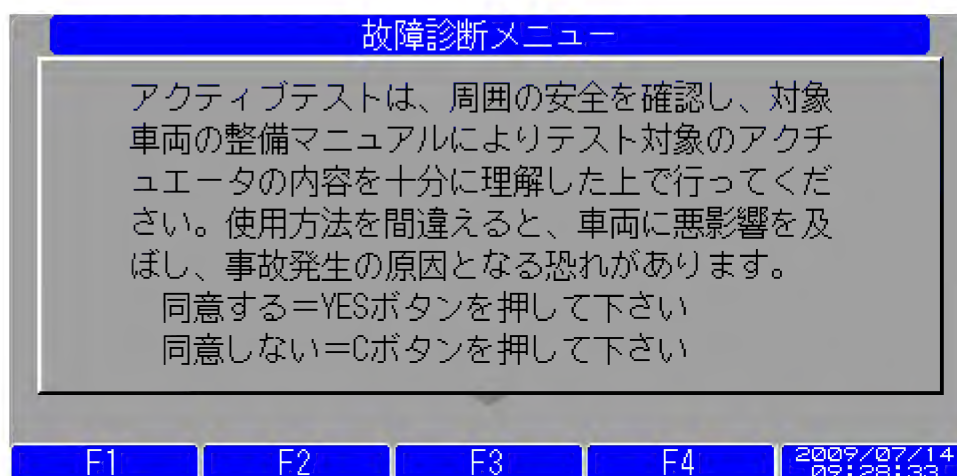 故障診断メニュー
アクティブテストは、周囲の安全を確認し、対象
車両の整備マニュアルによりテスト対象のアクチ
ュエータの内容を十分に理解した上で行ってくだ
さい。使用方法を間違えると、車両に悪影響を及
ぼし、事故発生の原因となる恐れがあります。
同意する=YESボタンを押して下さい
同意しない=Cボタンを押して下さい
F1 F2 F3 F4 2009/07/14
09:28:33